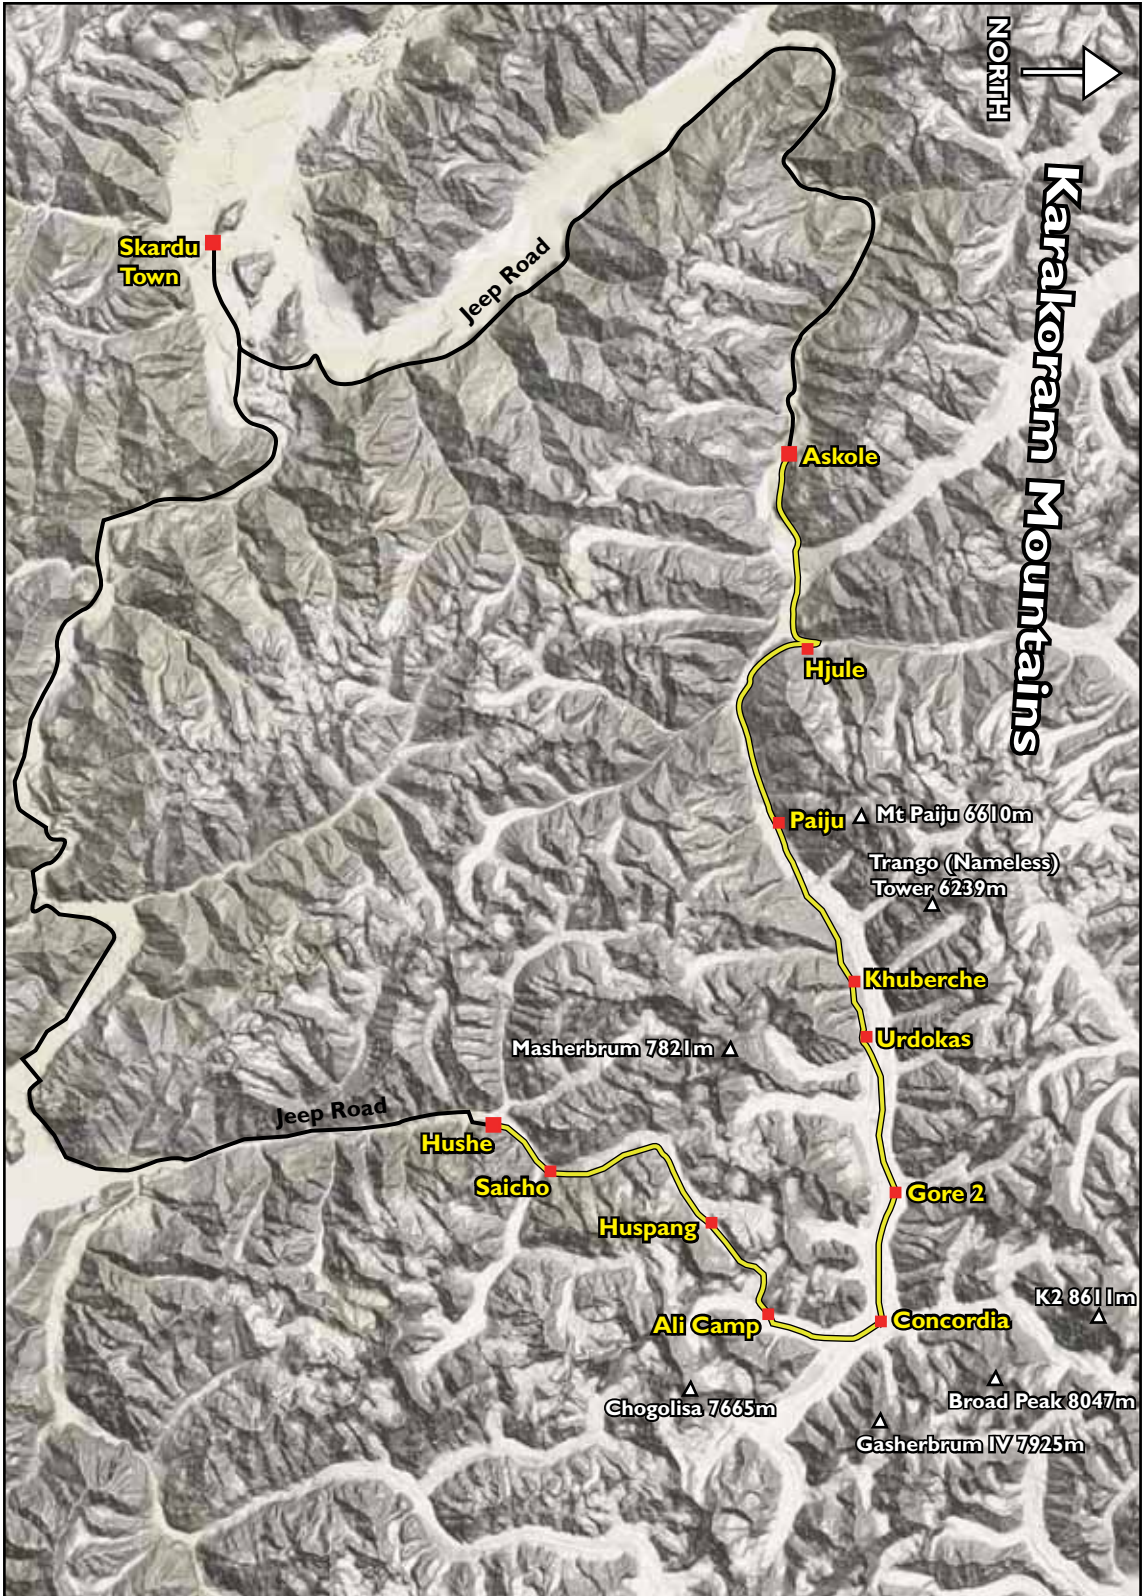 NORTH
Karakoram Mountains
Skardu
Town
Jeep Road
Askole
Hjule
Paiju
Mt Paiju 6610m
Trango (Nameless)
Tower 6239m
Khuberche
Urdokas
Masherbrum 7821m
Jeep Road
Hushe
Saicho
Gore 2
Huspang
K2 8611m
Ali Camp
Concordia
Broad Peak 8047m
Chogolisa 7665m
Gasherbrum IV 7925m